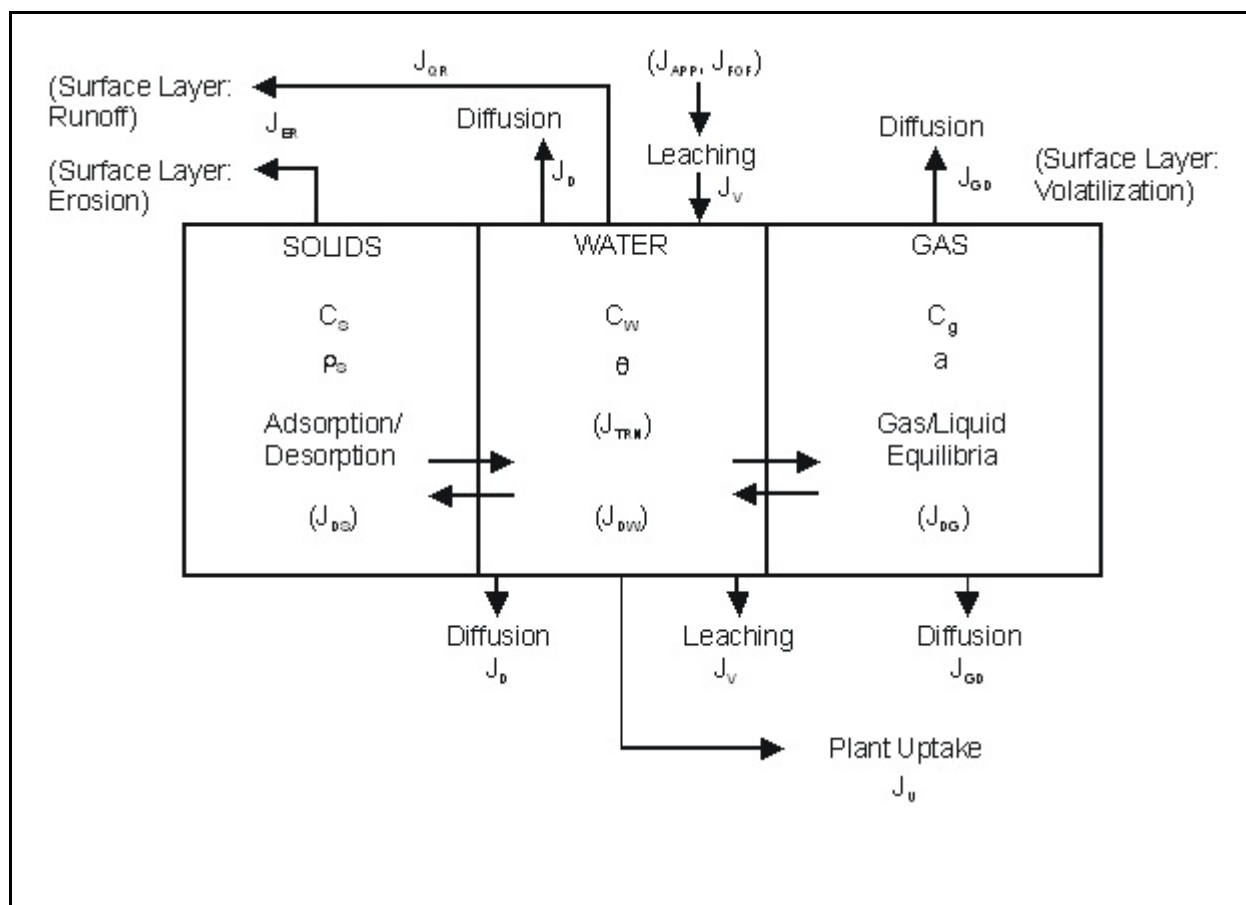 J_QR
(J_APP, J_FOF)
(Surface Layer:
Runoff)
J_ER
Diffusion
J_D
Leaching
J_V
Diffusion
J_GD
(Surface Layer:
Volatilization)
(Surface Layer:
Erosion)
SOLIDS
WATER
GAS
C_S
C_W
C_g
ρ_S
θ
a
Adsorption/
Desorption
(J_TRN)
Gas/Liquid
Equilibria
(J_DS)
(J_DW)
(J_DG)
Diffusion
J_D
Leaching
J_V
Diffusion
J_GD
Plant Uptake
J_U